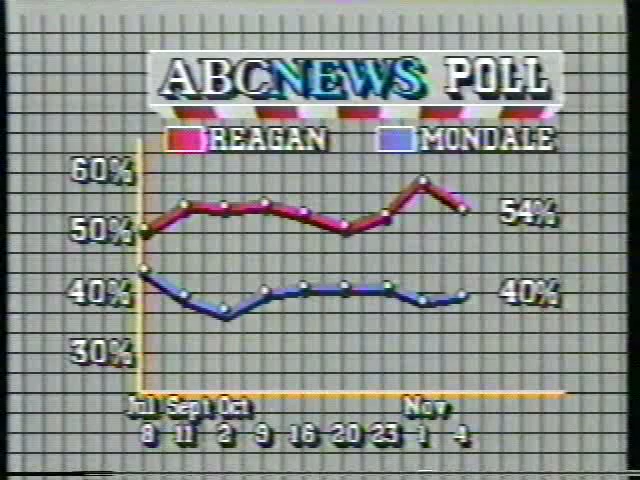 ABCNEWS POLL
REAGAN MONDALE
60%
50% 54%
40% 40%
30%
Jul Sept Oct Nov
8 11 2 9 16 20 23 1 4